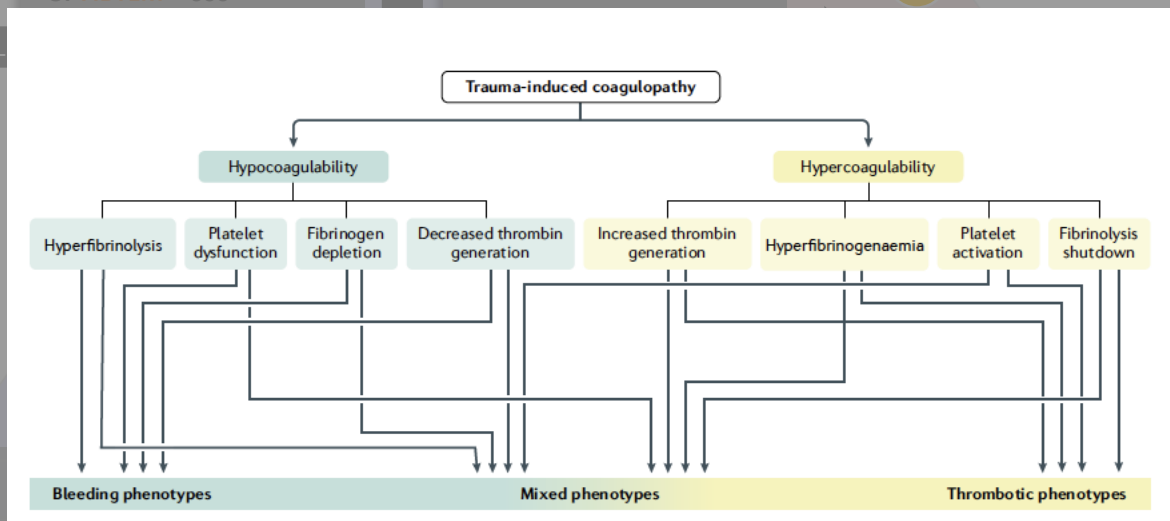 Trauma-induced coagulopathy
Hypocoagulability
Hypercoagulability
Hyperfibrinolysis
Platelet
dysfunction
Fibrinogen
depletion
Decreased thrombin
generation
Increased thrombin
generation
Hyperfibrinogenaemia
Platelet
activation
Fibrinolysis
shutdown
Bleeding phenotypes
Mixed phenotypes
Thrombotic phenotypes